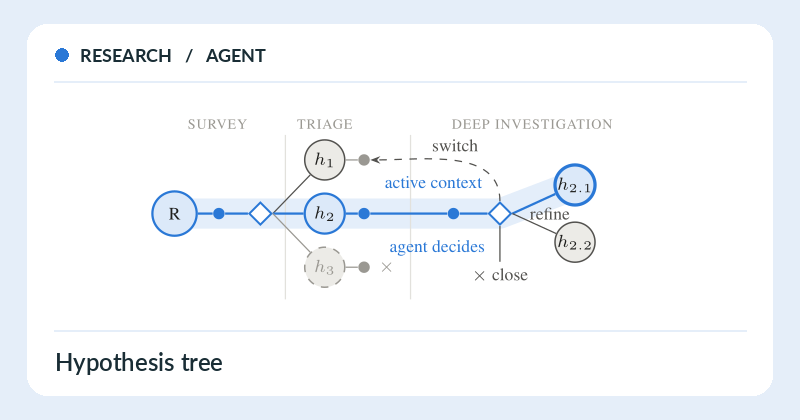 RESEARCH / AGENT
SURVEY TRIAGE DEEP INVESTIGATION
switch
h1
active context
h2.1
R
h2
refine
agent decides
h2.2
h3 ×
× close
Hypothesis tree